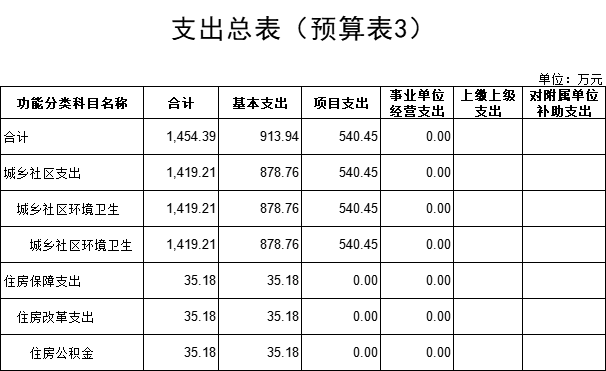 支出总表（预算表3）
单位：万元
功能分类科目名称 合计 基本支出 项目支出 事业单位经营支出 上缴上级支出 对附属单位补助支出
合计 1,454.39 913.94 540.45 0.00
城乡社区支出 1,419.21 878.76 540.45 0.00
城乡社区环境卫生 1,419.21 878.76 540.45 0.00
城乡社区环境卫生 1,419.21 878.76 540.45 0.00
住房保障支出 35.18 35.18 0.00 0.00
住房改革支出 35.18 35.18 0.00 0.00
住房公积金 35.18 35.18 0.00 0.00